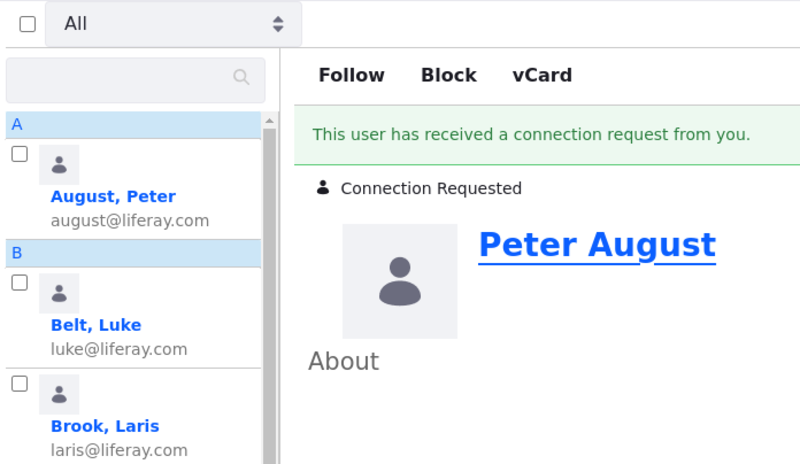 All
A
August, Peter
august@liferay.com
B
Belt, Luke
luke@liferay.com
Brook, Laris
laris@liferay.com
Follow Block vCard
This user has received a connection request from you.
Connection Requested
Peter August
About